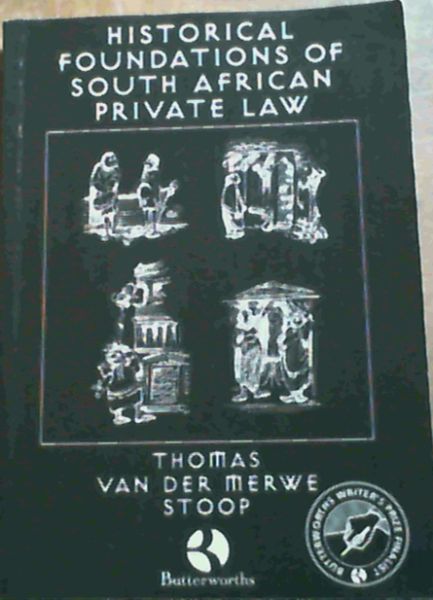 HISTORICAL
FOUNDATIONS OF
SOUTH AFRICAN
PRIVATE LAW
THOMAS
VAN DER MERWE
STOOP
Butterworths
BUTTERWORTHS WRITER'S PRIZE FINALIST